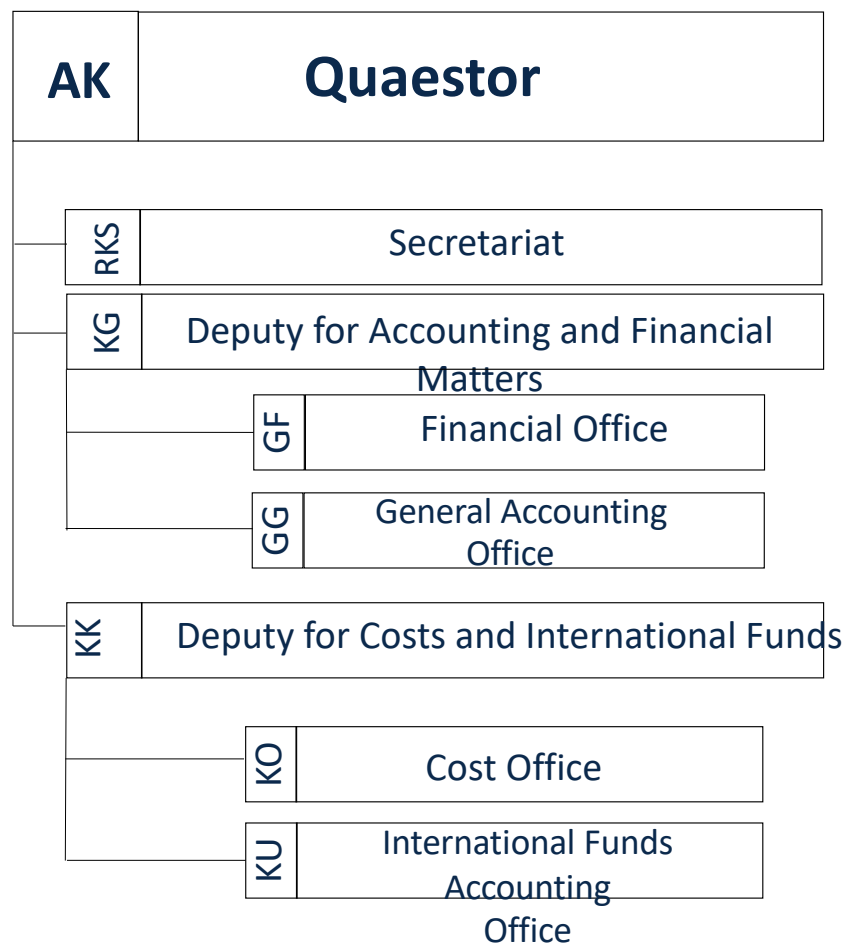 AK Quaestor
RKS Secretariat
KG Deputy for Accounting and Financial
Matters
GF Financial Office
GG General Accounting
Office
KK Deputy for Costs and International Funds
KO Cost Office
KU International Funds
Accounting
Office